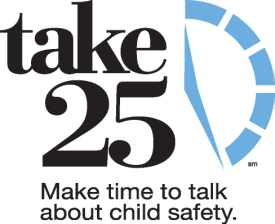 take
25
sm
Make time to talk
about child safety.